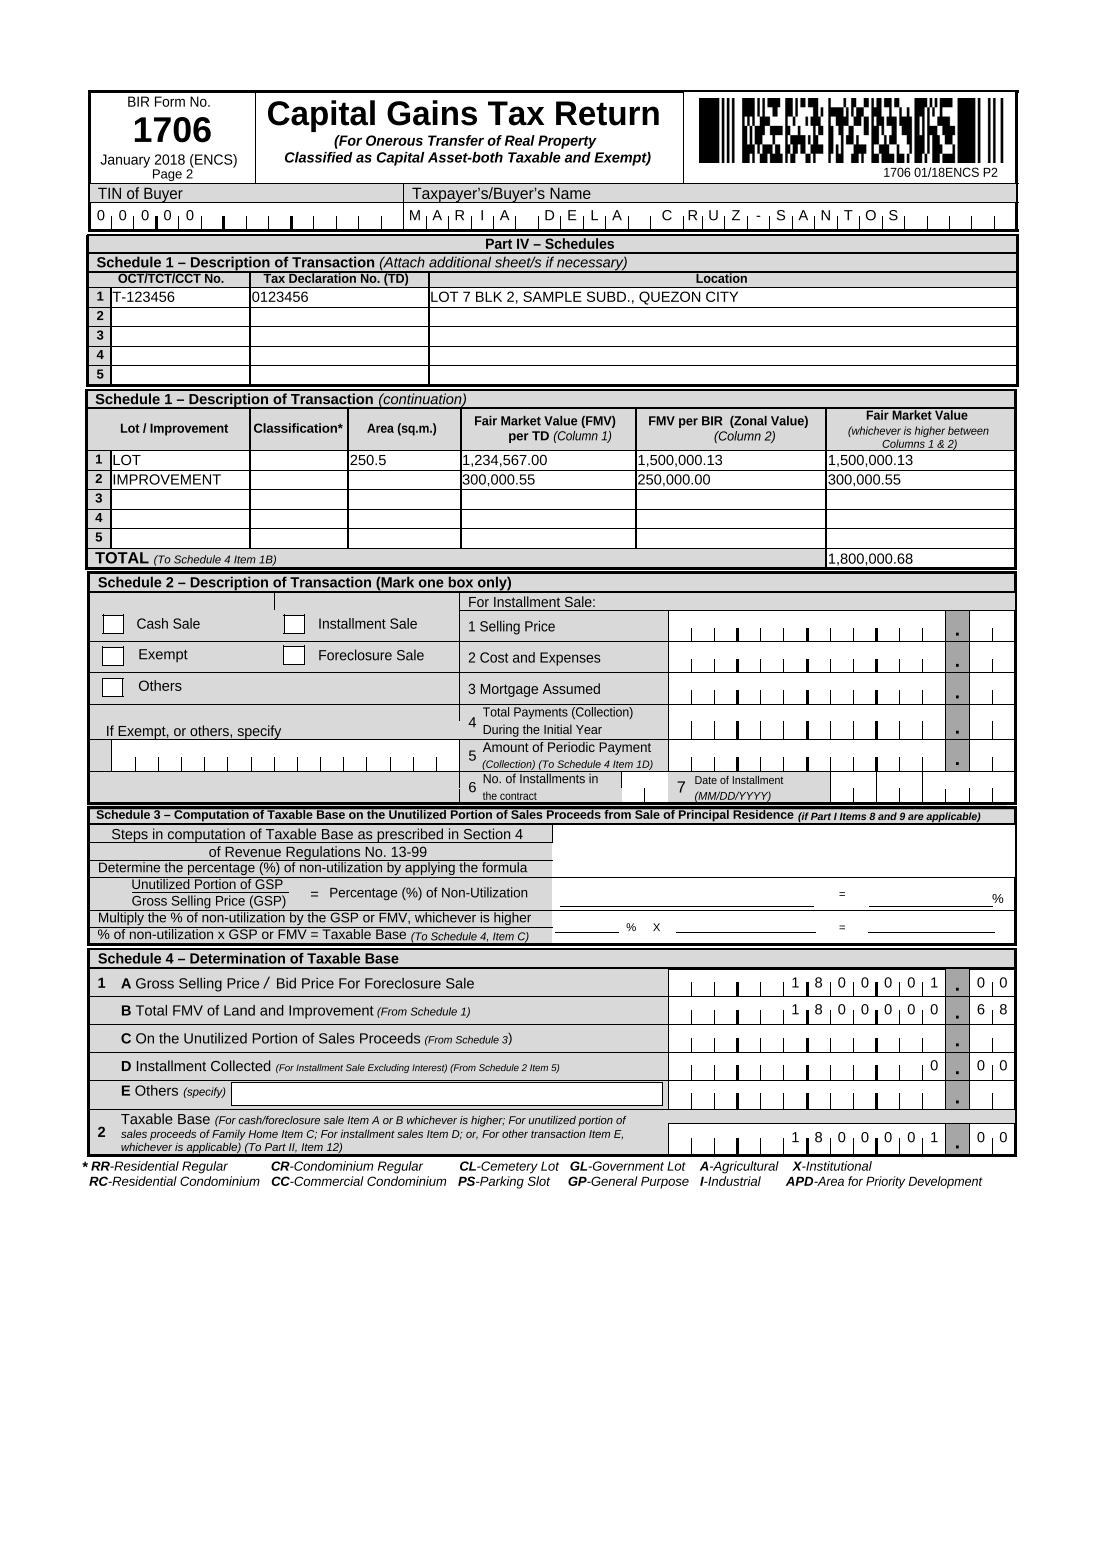 BIR Form No.
1706
January 2018 (ENCS)
Page 2
Capital Gains Tax Return
(For Onerous Transfer of Real Property
Classified as Capital Asset-both Taxable and Exempt)
1706 01/18ENCS P2
TIN of Buyer Taxpayer’s/Buyer’s Name
0 0 0 0 0 M A R I A D E L A C R U Z - S A N T O S
Part IV – Schedules
Schedule 1 – Description of Transaction (Attach additional sheet/s if necessary)
OCT/TCT/CCT No. Tax Declaration No. (TD) Location
1 T-123456 0123456 LOT 7 BLK 2, SAMPLE SUBD., QUEZON CITY
2
3
4
5
Schedule 1 – Description of Transaction (continuation)
Lot / Improvement Classification* Area (sq.m.) Fair Market Value (FMV) per TD (Column 1) FMV per BIR (Zonal Value) (Column 2) Fair Market Value (whichever is higher between Columns 1 & 2)
1 LOT 250.5 1,234,567.00 1,500,000.13 1,500,000.13
2 IMPROVEMENT 300,000.55 250,000.00 300,000.55
3
4
5
TOTAL (To Schedule 4 Item 1B) 1,800,000.68
Schedule 2 – Description of Transaction (Mark one box only)
For Installment Sale:
Cash Sale Installment Sale 1 Selling Price .
Exempt Foreclosure Sale 2 Cost and Expenses .
Others 3 Mortgage Assumed .
If Exempt, or others, specify 4 Total Payments (Collection) During the Initial Year .
5 Amount of Periodic Payment (Collection) (To Schedule 4 Item 1D) .
6 No. of Installments in the contract 7 Date of Installment (MM/DD/YYYY)
Schedule 3 – Computation of Taxable Base on the Unutilized Portion of Sales Proceeds from Sale of Principal Residence (if Part I Items 8 and 9 are applicable)
Steps in computation of Taxable Base as prescribed in Section 4
of Revenue Regulations No. 13-99
Determine the percentage (%) of non-utilization by applying the formula
Unutilized Portion of GSP
Gross Selling Price (GSP) = Percentage (%) of Non-Utilization = %
Multiply the % of non-utilization by the GSP or FMV, whichever is higher
% of non-utilization x GSP or FMV = Taxable Base (To Schedule 4, Item C) % X =
Schedule 4 – Determination of Taxable Base
1 A Gross Selling Price / Bid Price For Foreclosure Sale 1 8 0 0 0 0 1 . 0 0
B Total FMV of Land and Improvement (From Schedule 1) 1 8 0 0 0 0 0 . 6 8
C On the Unutilized Portion of Sales Proceeds (From Schedule 3) .
D Installment Collected (For Installment Sale Excluding Interest) (From Schedule 2 Item 5) 0 . 0 0
E Others (specify) .
2 Taxable Base (For cash/foreclosure sale Item A or B whichever is higher; For unutilized portion of
sales proceeds of Family Home Item C; For installment sales Item D; or, For other transaction Item E,
whichever is applicable) (To Part II, Item 12) 1 8 0 0 0 0 1 . 0 0
* RR-Residential Regular CR-Condominium Regular CL-Cemetery Lot GL-Government Lot A-Agricultural X-Institutional
RC-Residential Condominium CC-Commercial Condominium PS-Parking Slot GP-General Purpose I-Industrial APD-Area for Priority Development